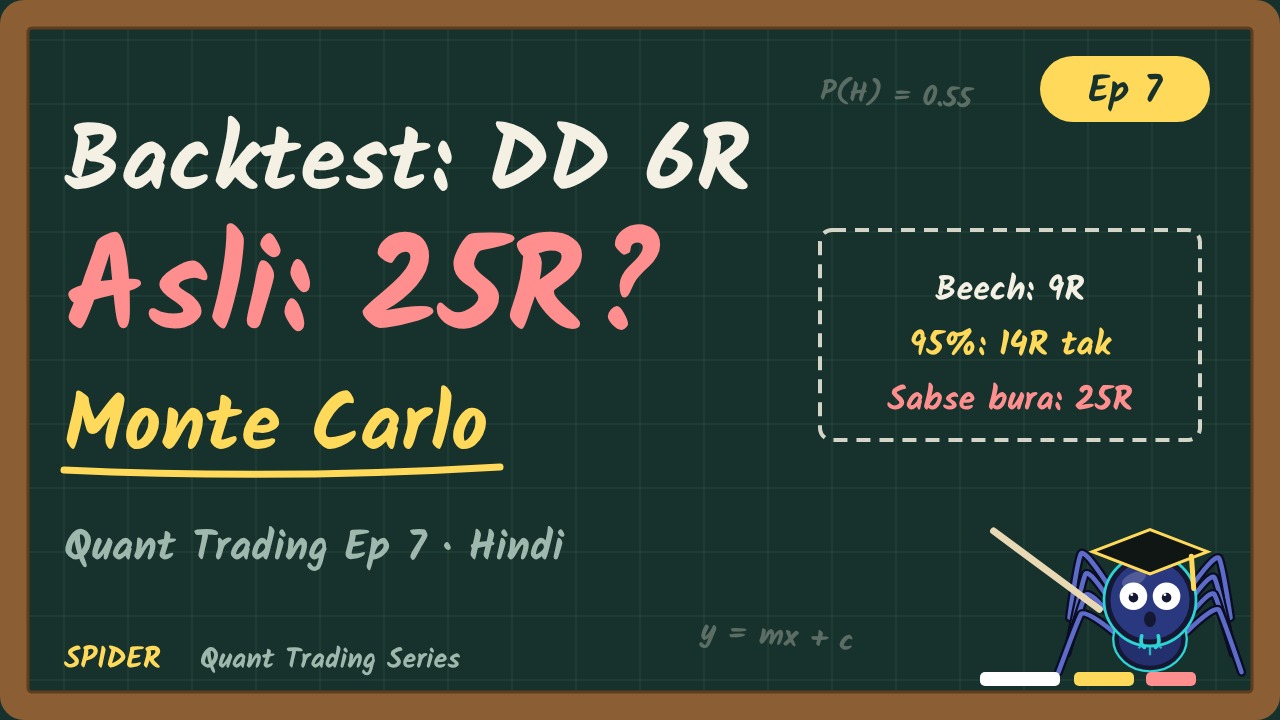 P(H) = 0.55
Ep 7
Backtest: DD 6R
Asli: 25R?
Beech: 9R
95%: 14R tak
Sabse bura: 25R
Monte Carlo
Quant Trading Ep 7 · Hindi
y = mx + c
SPIDER Quant Trading Series